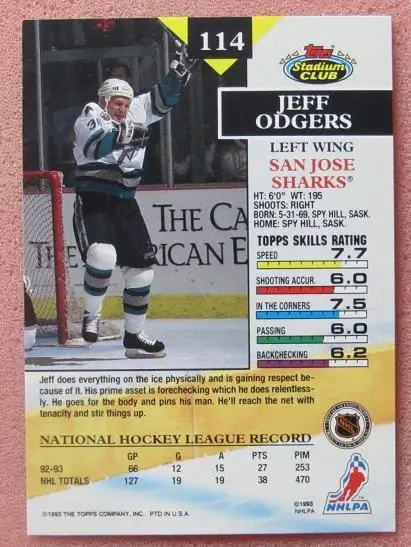 114
Topps
Stadium
CLUB
JEFF
ODGERS
LEFT WING
SAN JOSE
SHARKS®
HT: 6'0" WT: 195
SHOOTS: RIGHT
BORN: 5-31-69, SPY HILL, SASK.
HOME: SPY HILL, SASK.
TOPPS SKILLS RATING
SPEED 7.7
SHOOTING ACCUR. 6.0
IN THE CORNERS 7.5
PASSING 6.0
BACKCHECKING 6.2
THE CA
THE
RICAN E
Jeff does everything on the ice physically and is gaining respect be-
cause of it. His prime asset is forechecking which he does relentless-
ly. He goes for the body and pins his man. He'll reach the net with
tenacity and stir things up.
NATIONAL HOCKEY LEAGUE RECORD
GP G A PTS PIM
92-93 66 12 15 27 253
NHL TOTALS 127 19 19 38 470
NHL
NHLPA
©1993 THE TOPPS COMPANY, INC. PTD IN U.S.A.
©1993
NHLPA